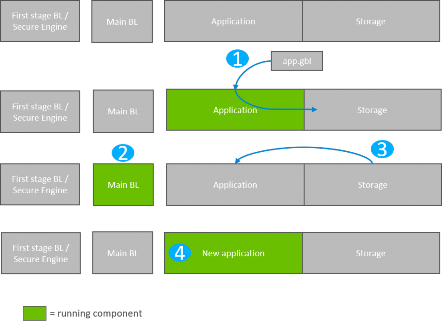 First stage BL /
Secure Engine
Main BL
Application
Storage
1
app.gbl
First stage BL /
Secure Engine
Main BL
Application
Storage
2
3
First stage BL /
Secure Engine
Main BL
Application
Storage
First stage BL /
Secure Engine
Main BL
4
New application
Storage
= running component